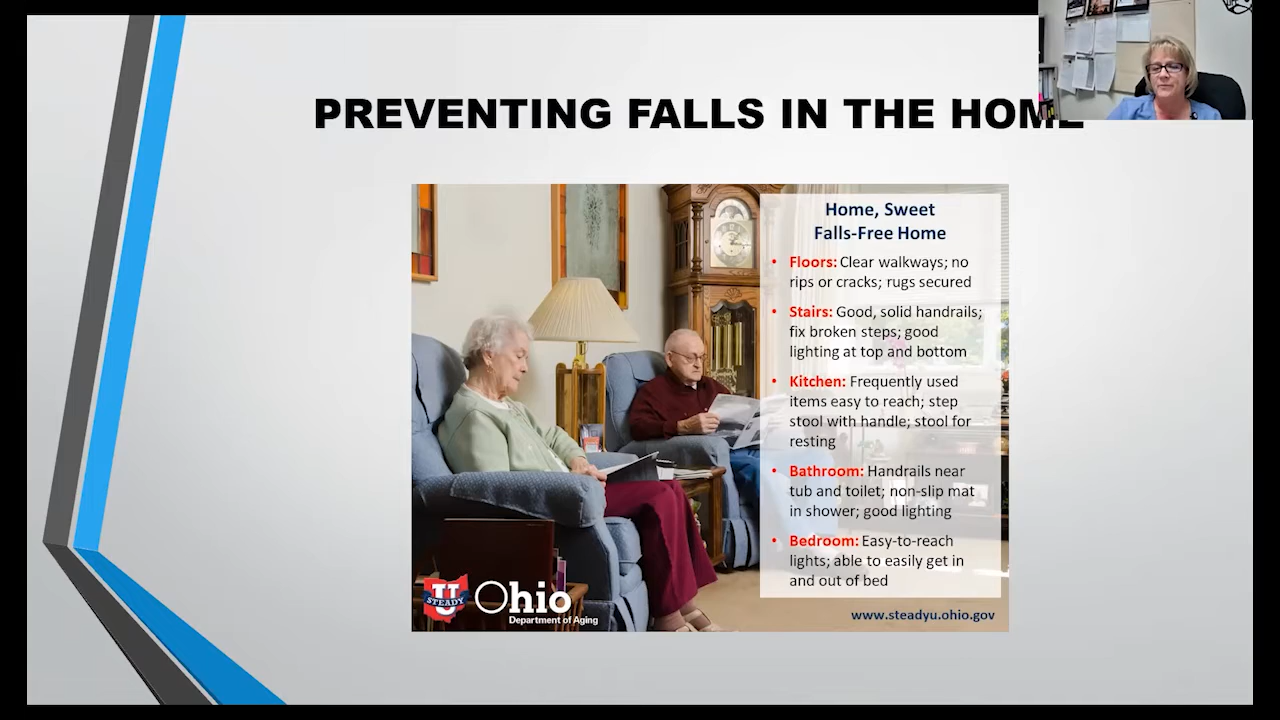 PREVENTING FALLS IN THE HOME
Home, Sweet
Falls-Free Home
• Floors: Clear walkways; no
rips or cracks; rugs secured
• Stairs: Good, solid handrails;
fix broken steps; good
lighting at top and bottom
• Kitchen: Frequently used
items easy to reach; step
stool with handle; stool for
resting
• Bathroom: Handrails near
tub and toilet; non-slip mat
in shower; good lighting
• Bedroom: Easy-to-reach
lights; able to easily get in
and out of bed
U
STEADY
Ohio
Department of Aging
www.steadyu.ohio.gov